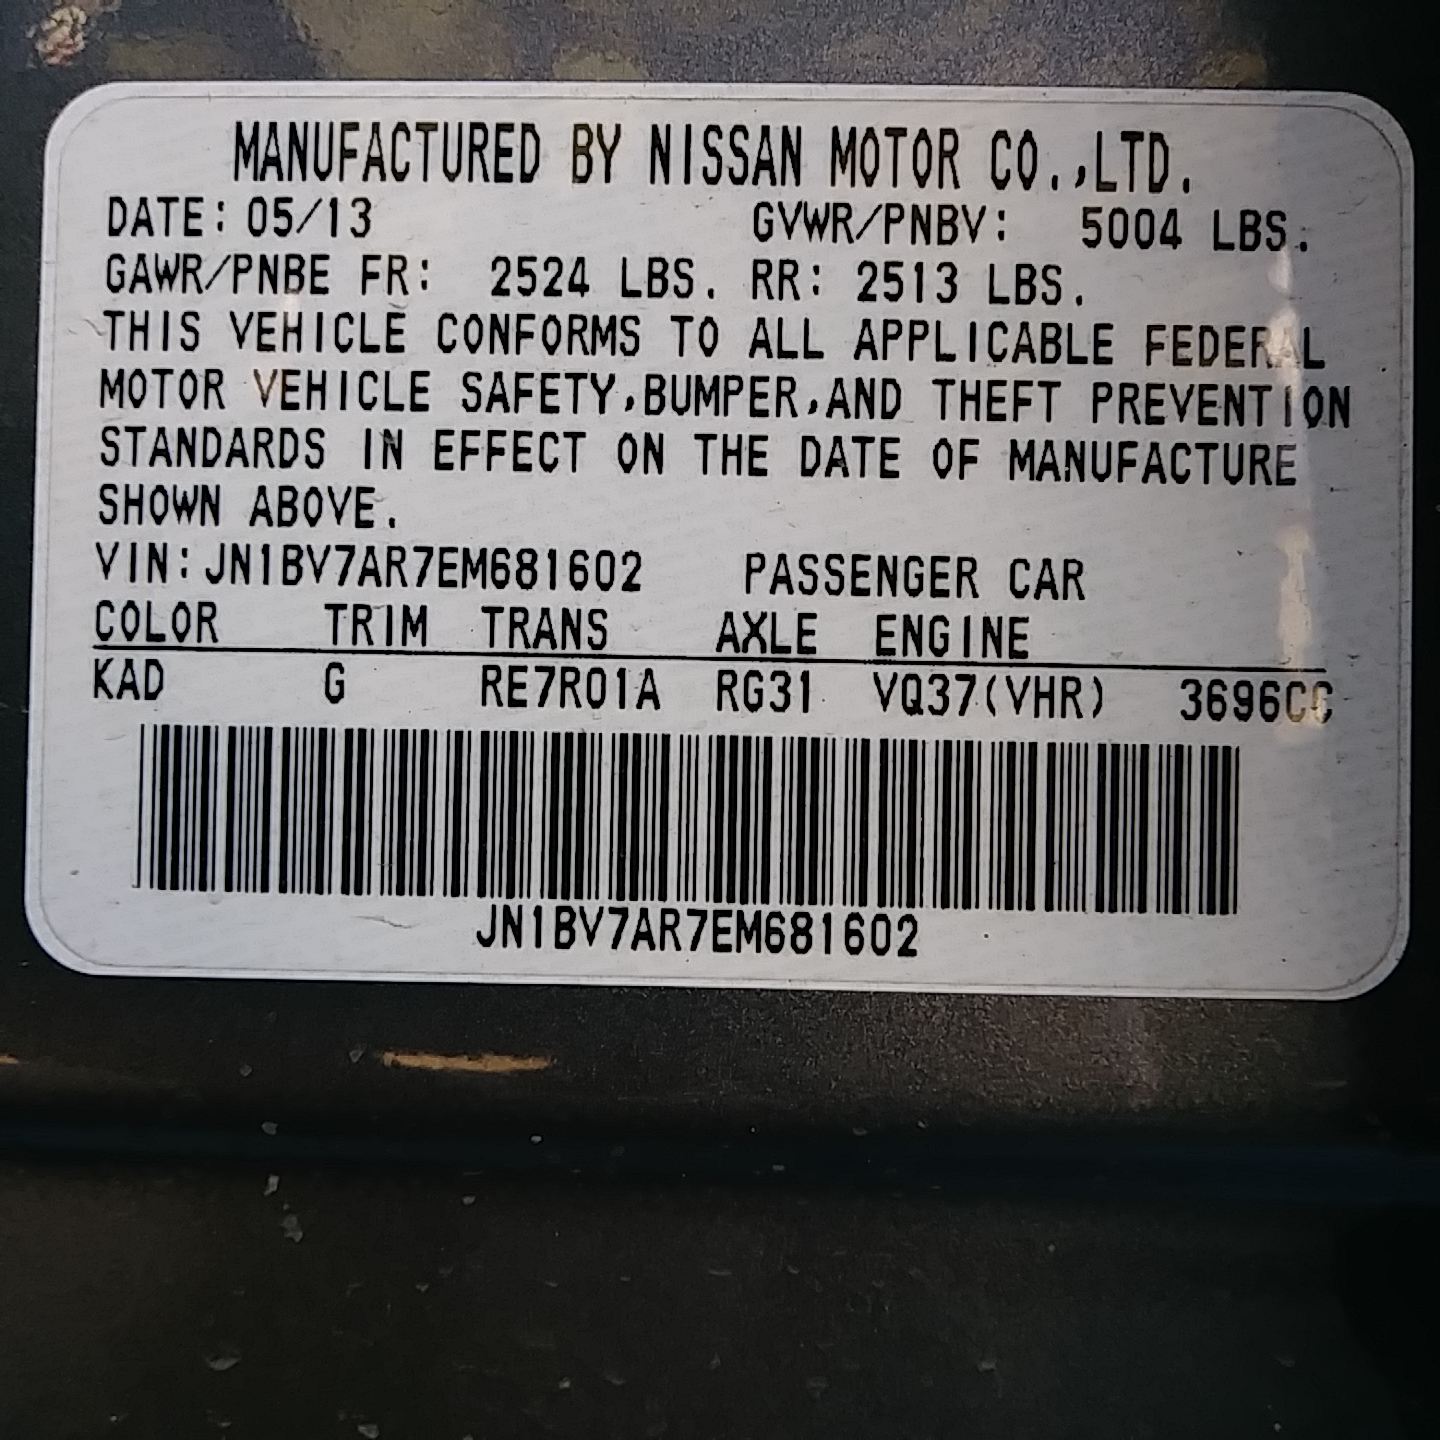 MANUFACTURED BY NISSAN MOTOR CO.,LTD.
DATE: 05/13 GVWR/PNBV: 5004 LBS.
GAWR/PNBE FR: 2524 LBS. RR: 2513 LBS.
THIS VEHICLE CONFORMS TO ALL APPLICABLE FEDERAL
MOTOR VEHICLE SAFETY,BUMPER,AND THEFT PREVENTION
STANDARDS IN EFFECT ON THE DATE OF MANUFACTURE
SHOWN ABOVE.
VIN:JN1BV7AR7EM681602 PASSENGER CAR
COLOR TRIM TRANS AXLE ENGINE
KAD G RE7R01A RG31 VQ37(VHR) 3696CC
JN1BV7AR7EM681602